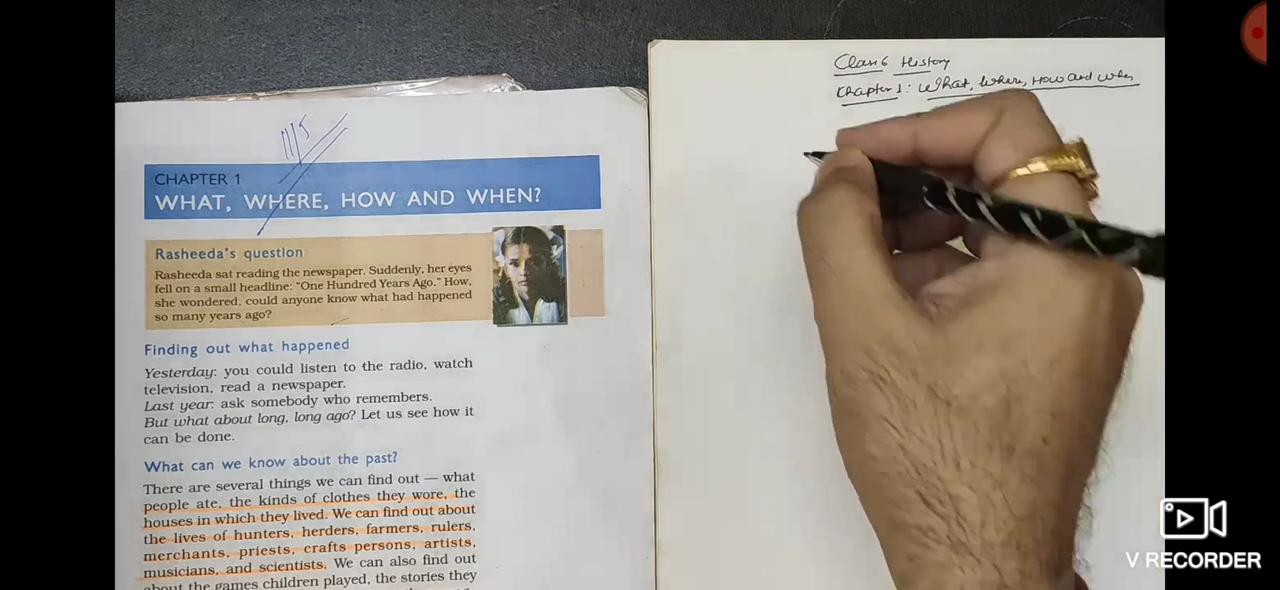 Class 6 History
Chapter 1: What, Where, How and When
11/5
CHAPTER 1
WHAT, WHERE, HOW AND WHEN?
Rasheeda's question
Rasheeda sat reading the newspaper. Suddenly, her eyes
fell on a small headline: “One Hundred Years Ago.” How,
she wondered, could anyone know what had happened
so many years ago?
Finding out what happened
Yesterday: you could listen to the radio, watch
television, read a newspaper.
Last year: ask somebody who remembers.
But what about long, long ago? Let us see how it
can be done.
What can we know about the past?
There are several things we can find out — what
people ate, the kinds of clothes they wore, the
houses in which they lived. We can find out about
the lives of hunters, herders, farmers, rulers,
merchants, priests, crafts persons, artists,
musicians, and scientists. We can also find out
about the games children played, the stories they
V RECORDER